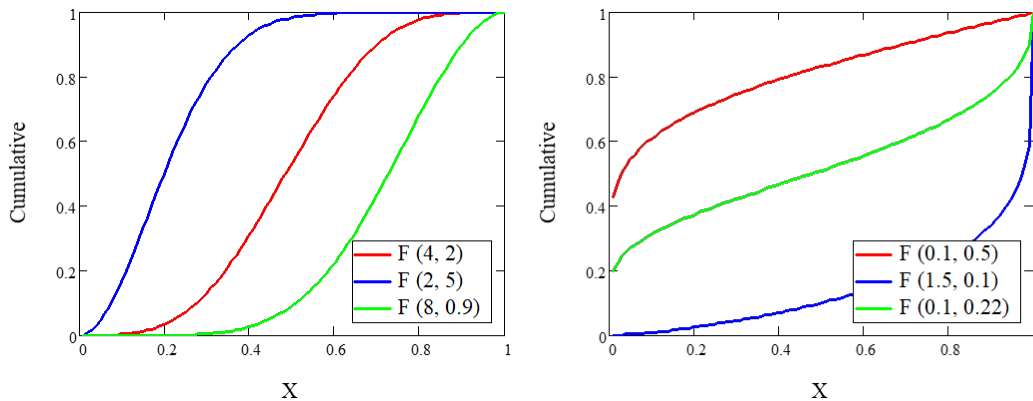 1
0.8
0.6
0.4
0.2
0
Cumulative
F (4, 2)
F (2, 5)
F (8, 0.9)
0 0.2 0.4 0.6 0.8 1
X
1
0.8
0.6
0.4
0.2
0
Cumulative
F (0.1, 0.5)
F (1.5, 0.1)
F (0.1, 0.22)
0 0.2 0.4 0.6 0.8
X